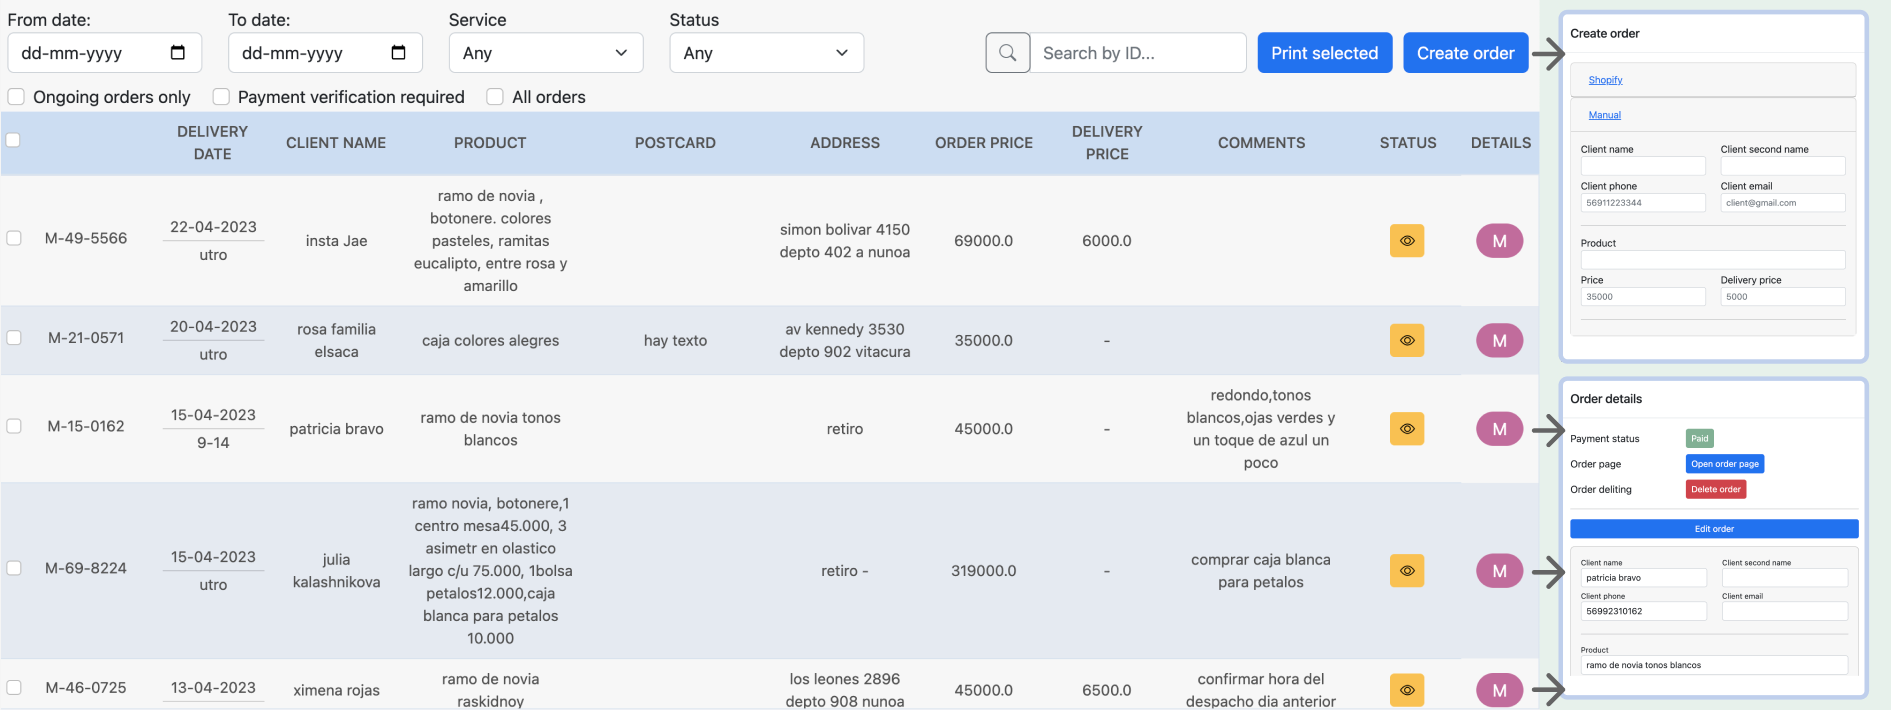 From date:
To date:
Service
Status
dd-mm-yyyy
dd-mm-yyyy
Any
Any
Search by ID...
Print selected
Create order
Ongoing orders only
Payment verification required
All orders
DELIVERY
DATE
CLIENT NAME
PRODUCT
POSTCARD
ADDRESS
ORDER PRICE
DELIVERY
PRICE
COMMENTS
STATUS
DETAILS
M-49-5566
22-04-2023
utro
insta Jae
ramo de novia ,
botonere. colores
pasteles, ramitas
eucalipto, entre rosa y
amarillo
simon bolivar 4150
depto 402 a nunoa
69000.0
6000.0
M
M-21-0571
20-04-2023
utro
rosa familia
elsaca
caja colores alegres
hay texto
av kennedy 3530
depto 902 vitacura
35000.0
-
M
M-15-0162
15-04-2023
9-14
patricia bravo
ramo de novia tonos
blancos
retiro
45000.0
-
redondo,tonos
blancos,ojas verdes y
un toque de azul un
poco
M
M-69-8224
15-04-2023
utro
julia
kalashnikova
ramo novia, botonere,1
centro mesa45.000, 3
asimetr en olastico
largo c/u 75.000, 1bolsa
petalos12.000,caja
blanca para petalos
10.000
retiro -
319000.0
-
comprar caja blanca
para petalos
M
M-46-0725
13-04-2023
ximena rojas
ramo de novia
raskidnoy
los leones 2896
depto 908 nunoa
45000.0
6500.0
confirmar hora del
despacho dia anterior
M
Create order
Shopify
Manual
Client name
Client second name
Client phone
Client email
56911223344
client@gmail.com
Product
Price
Delivery price
35000
5000
Order details
Payment status
Paid
Order page
Open order page
Order deliting
Delete order
Edit order
Client name
Client second name
patricia bravo
Client phone
Client email
56992310162
Product
ramo de novia tonos blancos